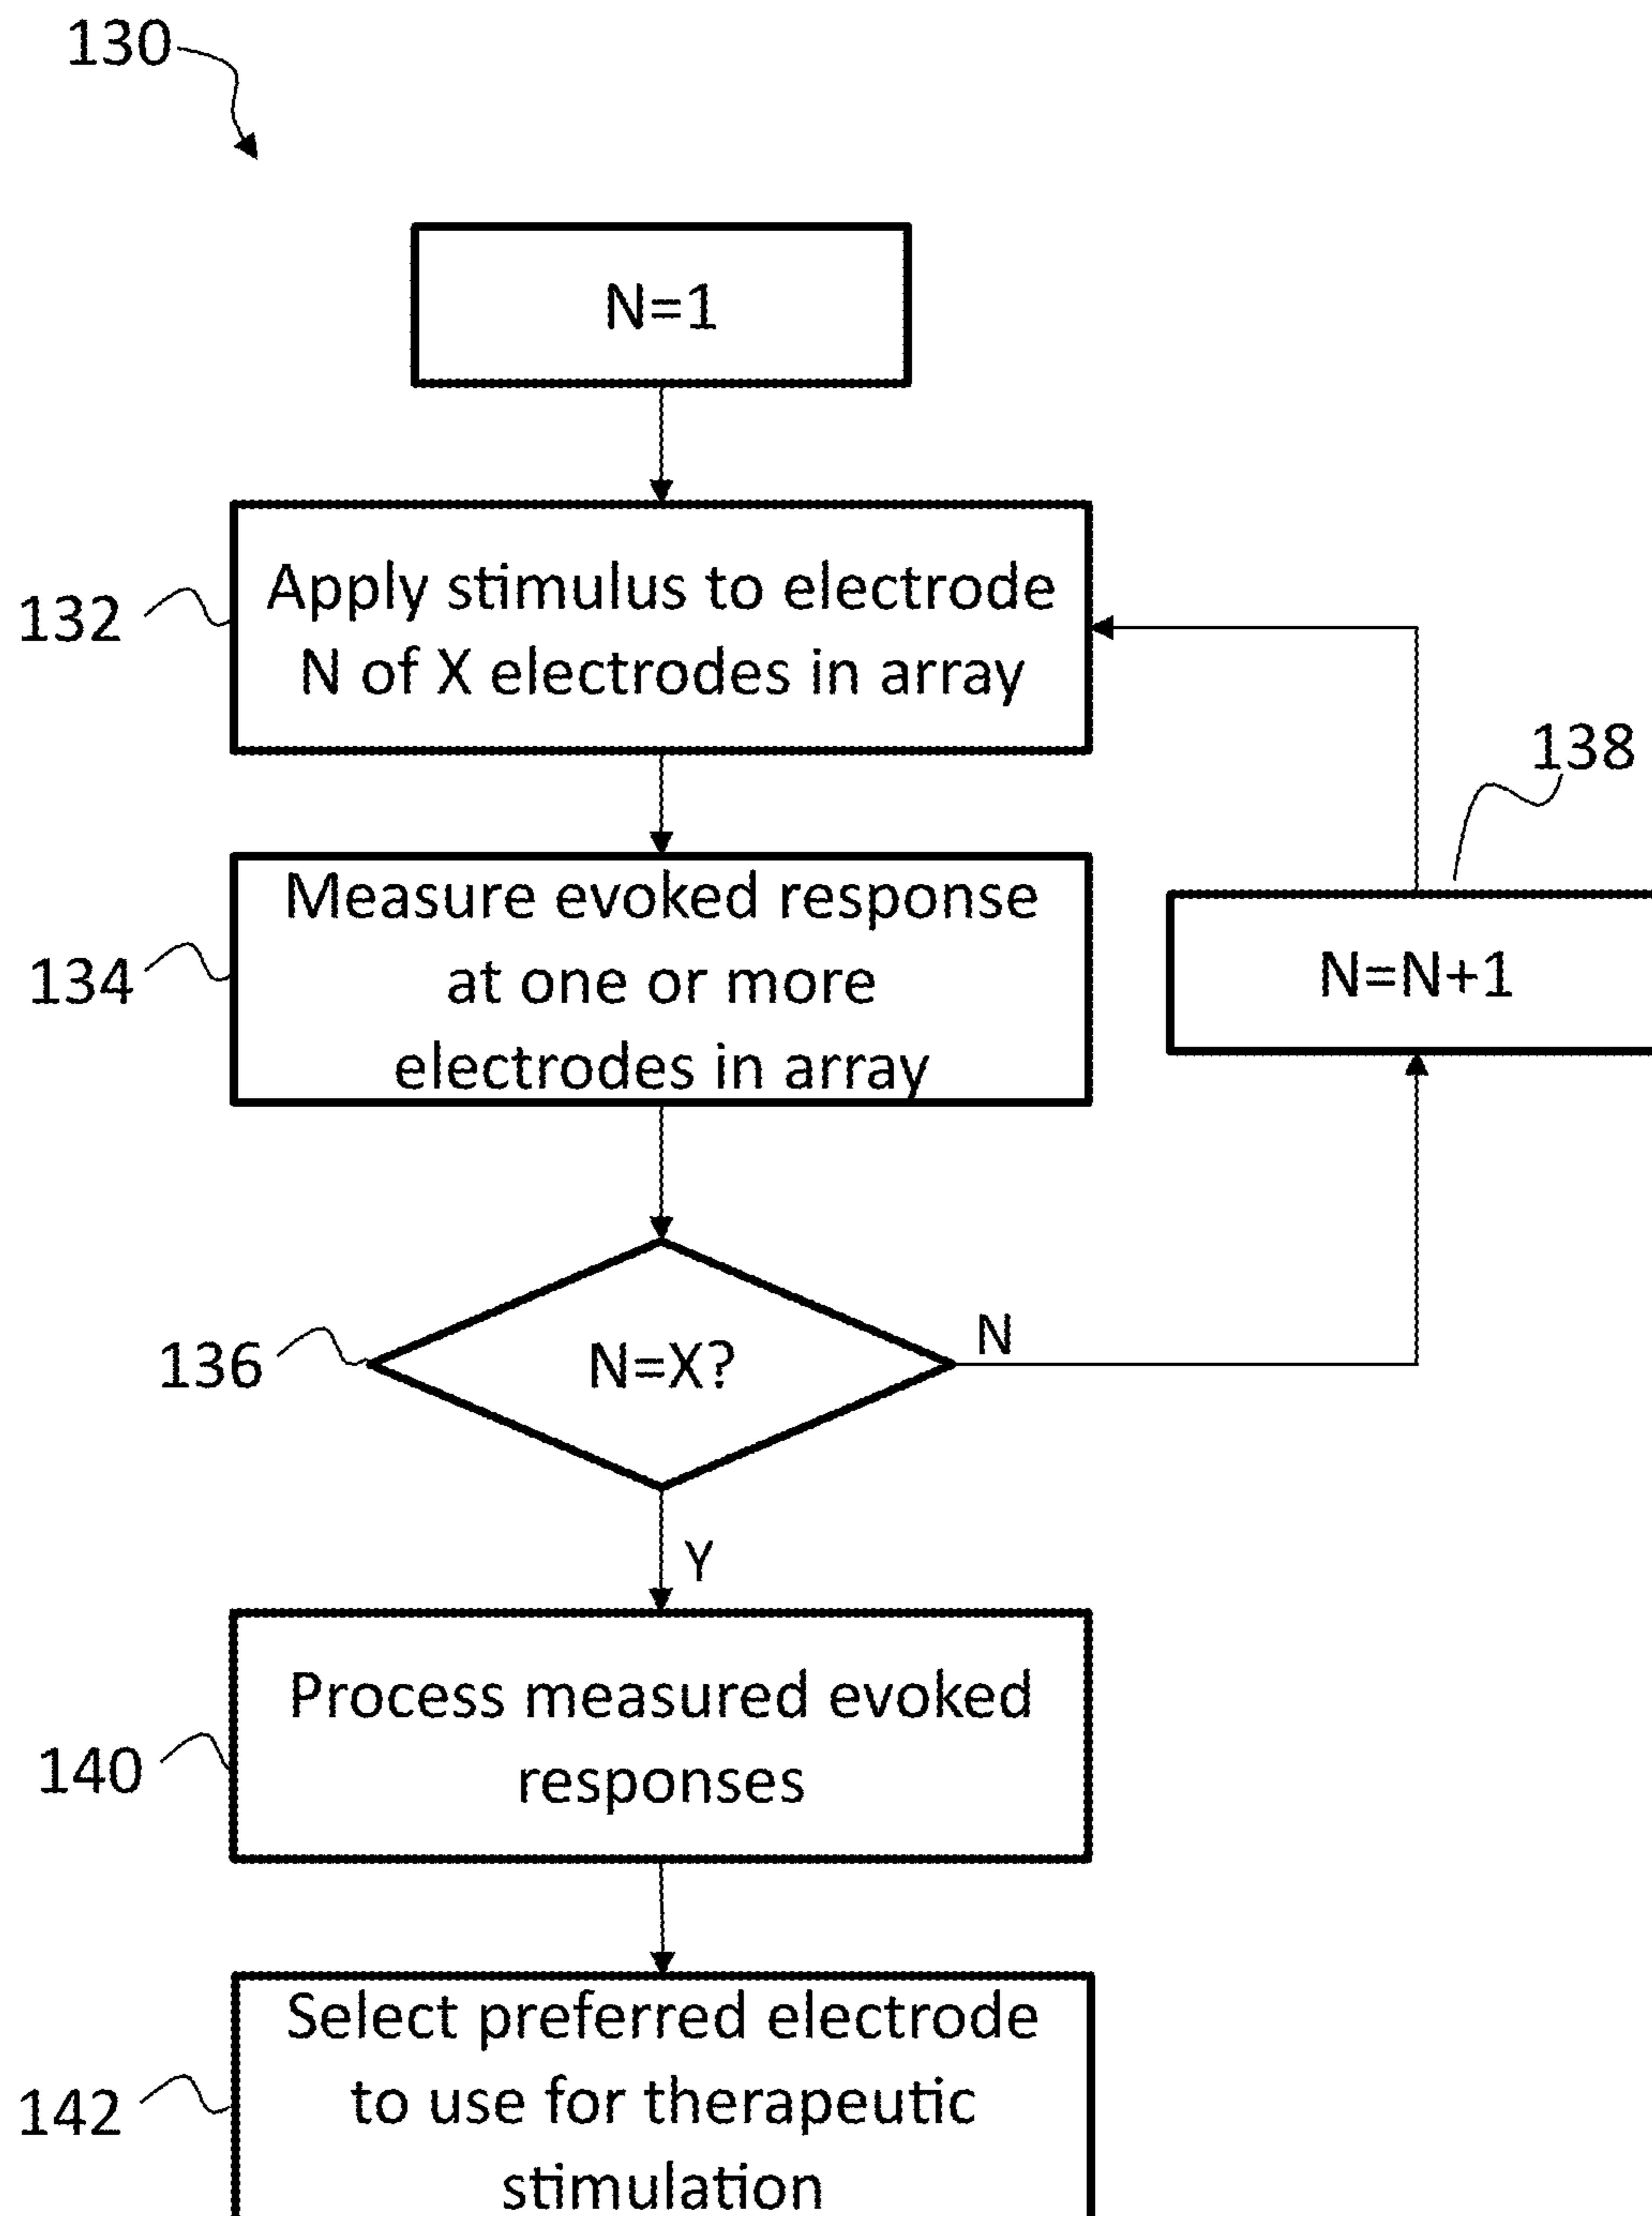 130
N=1
132
Apply stimulus to electrode
N of X electrodes in array
138
134
Measure evoked response
at one or more
electrodes in array
N=N+1
136
N=X?
N
Y
140
Process measured evoked
responses
142
Select preferred electrode
to use for therapeutic
stimulation